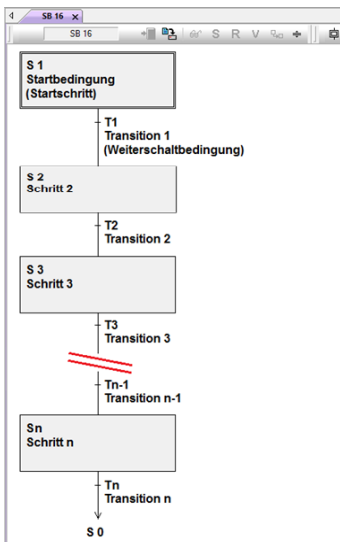 SB 16
SB 16
S R V
S 1
Startbedingung
(Startschritt)
T1
Transition 1
(Weiterschaltbedingung)
S 2
Schritt 2
T2
Transition 2
S 3
Schritt 3
T3
Transition 3
Tn-1
Transition n-1
Sn
Schritt n
Tn
Transition n
S 0